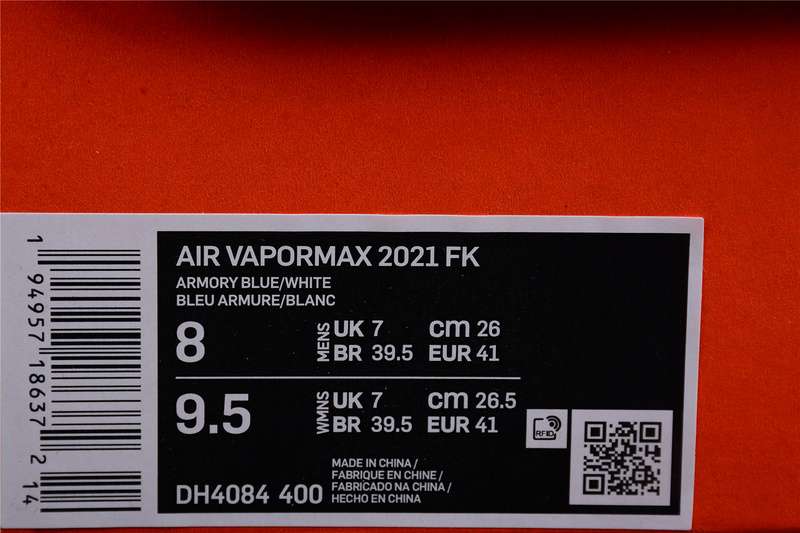 AIR VAPORMAX 2021 FK
ARMORY BLUE/WHITE
BLEU ARMURE/BLANC
8 MENS UK 7 cm 26
BR 39.5 EUR 41
9.5 WMNS UK 7 cm 26.5
BR 39.5 EUR 41
RFID
DH4084 400
MADE IN CHINA /
FABRIQUE EN CHINE /
FABRICADO NA CHINA /
HECHO EN CHINA
1 94957 18637 2 14